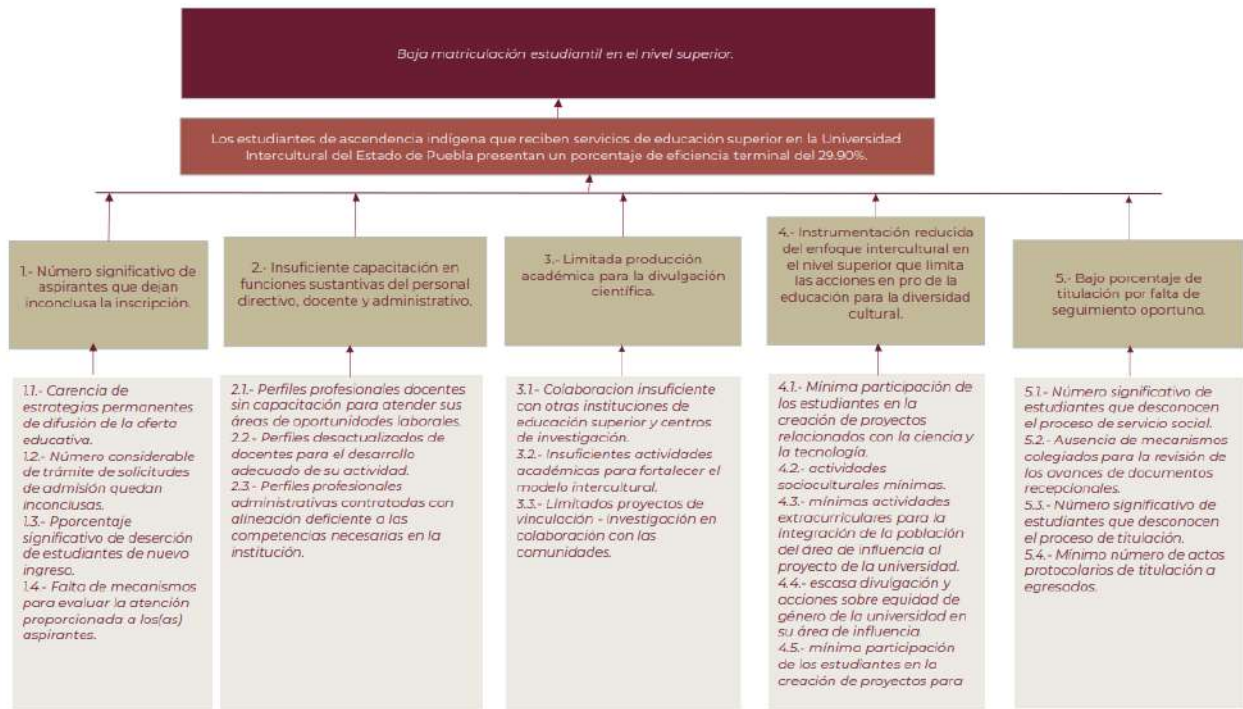 Baja matriculación estudiantil en el nivel superior.
Los estudiantes de ascendencia indígena que reciben servicios de educación superior en la Universidad
Intercultural del Estado de Puebla presentan un porcentaje de eficiencia terminal del 29.90%.
1.- Número significativo de
aspirantes que dejan
inconclusa la inscripción.
2.- Insuficiente capacitación en
funciones sustantivas del personal
directivo, docente y administrativo.
3.- Limitada producción
académica para la divulgación
científica.
4.- Instrumentación reducida
del enfoque intercultural en
el nivel superior que limita
las acciones en pro de la
educación para la diversidad
cultural.
5.- Bajo porcentaje de
titulación por falta de
seguimiento oportuno.
1.1.- Carencia de
estrategias permanentes
de difusión de la oferta
educativa.
1.2.- Número considerable
de trámite de solicitudes
de admisión quedan
inconclusas.
1.3.- Pporcentaje
significativo de deserción
de estudiantes de nuevo
ingreso.
1.4.- Falta de mecanismos
para evaluar la atención
proporcionada a los(as)
aspirantes.
2.1.- Perfiles profesionales docentes
sin capacitación para atender sus
áreas de oportunidades laborales.
2.2.- Perfiles desactualizados de
docentes para el desarrollo
adecuado de su actividad.
2.3.- Perfiles profesionales
administrativas contratadas con
alineación deficiente a las
competencias necesarias en la
institución.
3.1- Colaboracion insuficiente
con otras instituciones de
educación superior y centros
de investigación.
3.2.- Insuficientes actividades
académicas para fortalecer el
modelo intercultural.
3.3.- Limitados proyectos de
vinculación - investigación en
colaboración con las
comunidades.
4.1.- Mínima participación de
los estudiantes en la
creación de proyectos
relacionados con la ciencia y
la tecnología.
4.2.- actividades
socioculturales mínimas.
4.3.- mínimas actividades
extracurriculares para la
integración de la población
del área de influencia al
proyecto de la universidad.
4.4.- escasa divulgación y
acciones sobre equidad de
género de la universidad en
su área de influencia.
4.5.- mínima participación
de los estudiantes en la
creación de proyectos para
5.1.- Número significativo de
estudiantes que desconocen
el proceso de servicio social.
5.2.- Ausencia de mecanismos
colegiados para la revisión de
los avances de documentos
recepcionales.
5.3.- Número significativo de
estudiantes que desconocen
el proceso de titulación.
5.4.- Mínimo número de actos
protocolarios de titulación a
egresados.